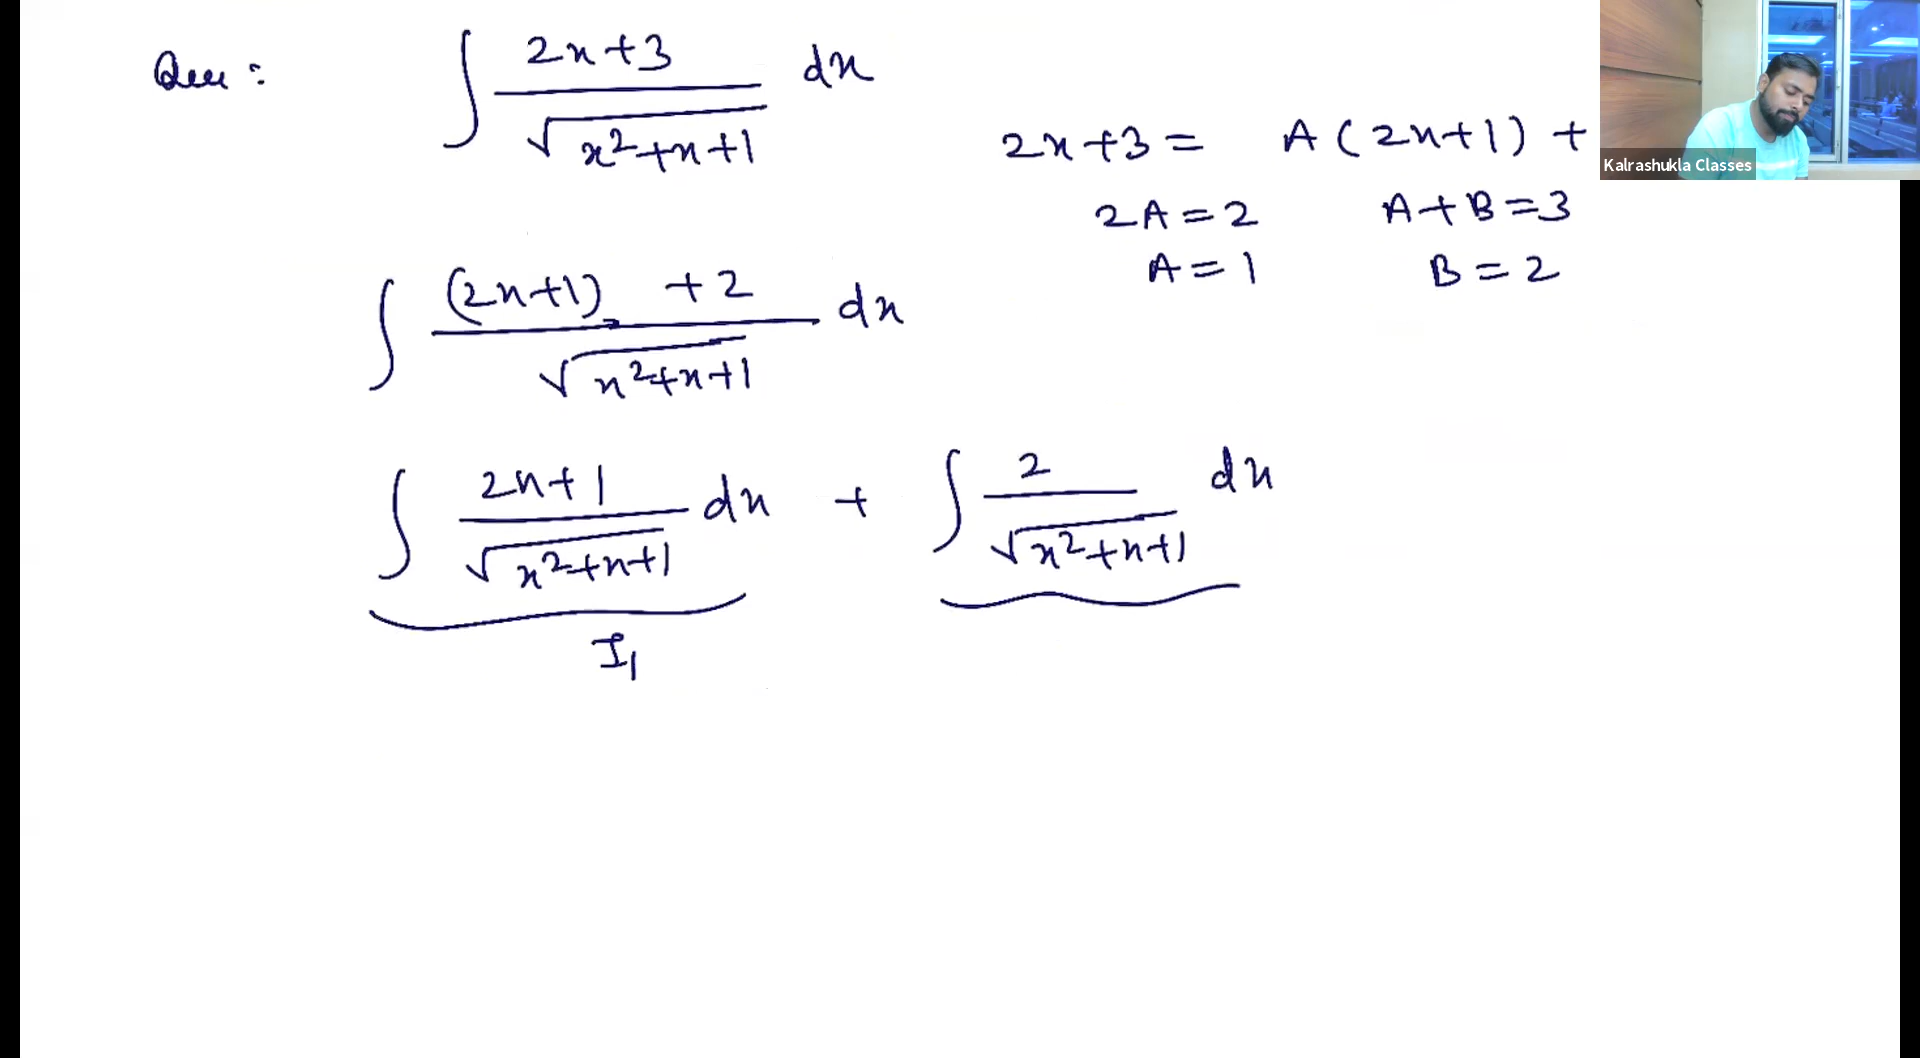 Que : ∫ 2x+3 / √x²+x+1 dx
2x+3 = A(2x+1) +
Kalrashukla Classes
2A = 2 A+B=3
A = 1 B = 2
∫ (2x+1) +2 / √x²+x+1 dx
∫ 2x+1 / √x²+x+1 dx + ∫ 2 / √x²+x+1 dx
I₁